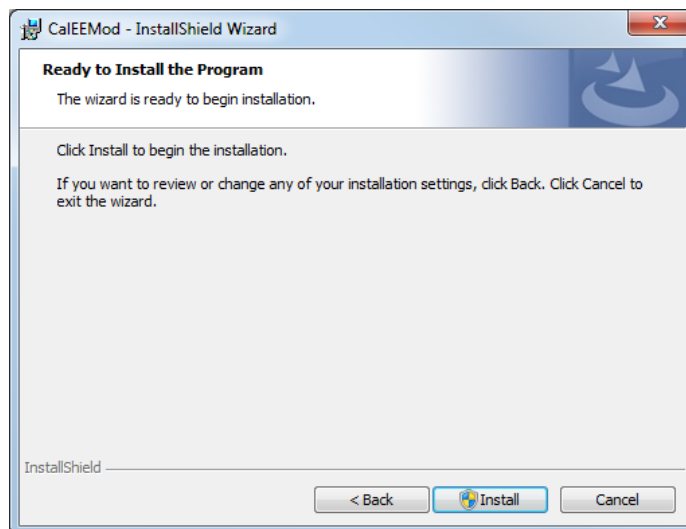 CalEEMod - InstallShield Wizard
Ready to Install the Program
The wizard is ready to begin installation.
Click Install to begin the installation.
If you want to review or change any of your installation settings, click Back. Click Cancel to
exit the wizard.
InstallShield
< Back Install Cancel